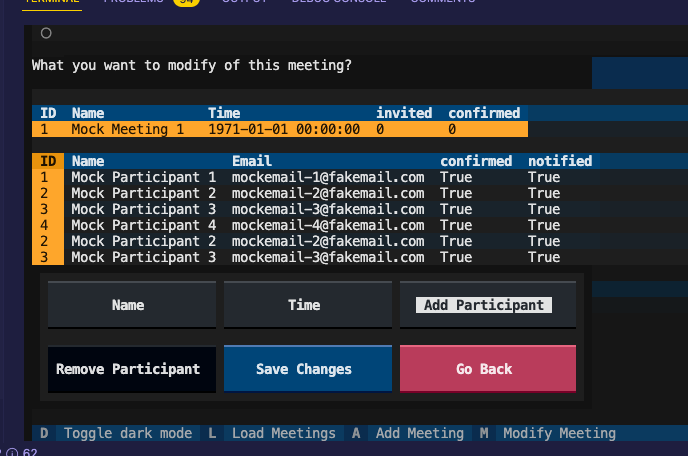 TERMINAL PROBLEMS 94 OUTPUT DEBUG CONSOLE COMMENTS
What you want to modify of this meeting?
ID Name Time invited confirmed
1 Mock Meeting 1 1971-01-01 00:00:00 0 0
ID Name Email confirmed notified
1 Mock Participant 1 mockemail-1@fakemail.com True True
2 Mock Participant 2 mockemail-2@fakemail.com True True
3 Mock Participant 3 mockemail-3@fakemail.com True True
4 Mock Participant 4 mockemail-4@fakemail.com True True
2 Mock Participant 2 mockemail-2@fakemail.com True True
3 Mock Participant 3 mockemail-3@fakemail.com True True
Name Time Add Participant
Remove Participant Save Changes Go Back
D Toggle dark mode L Load Meetings A Add Meeting M Modify Meeting
62